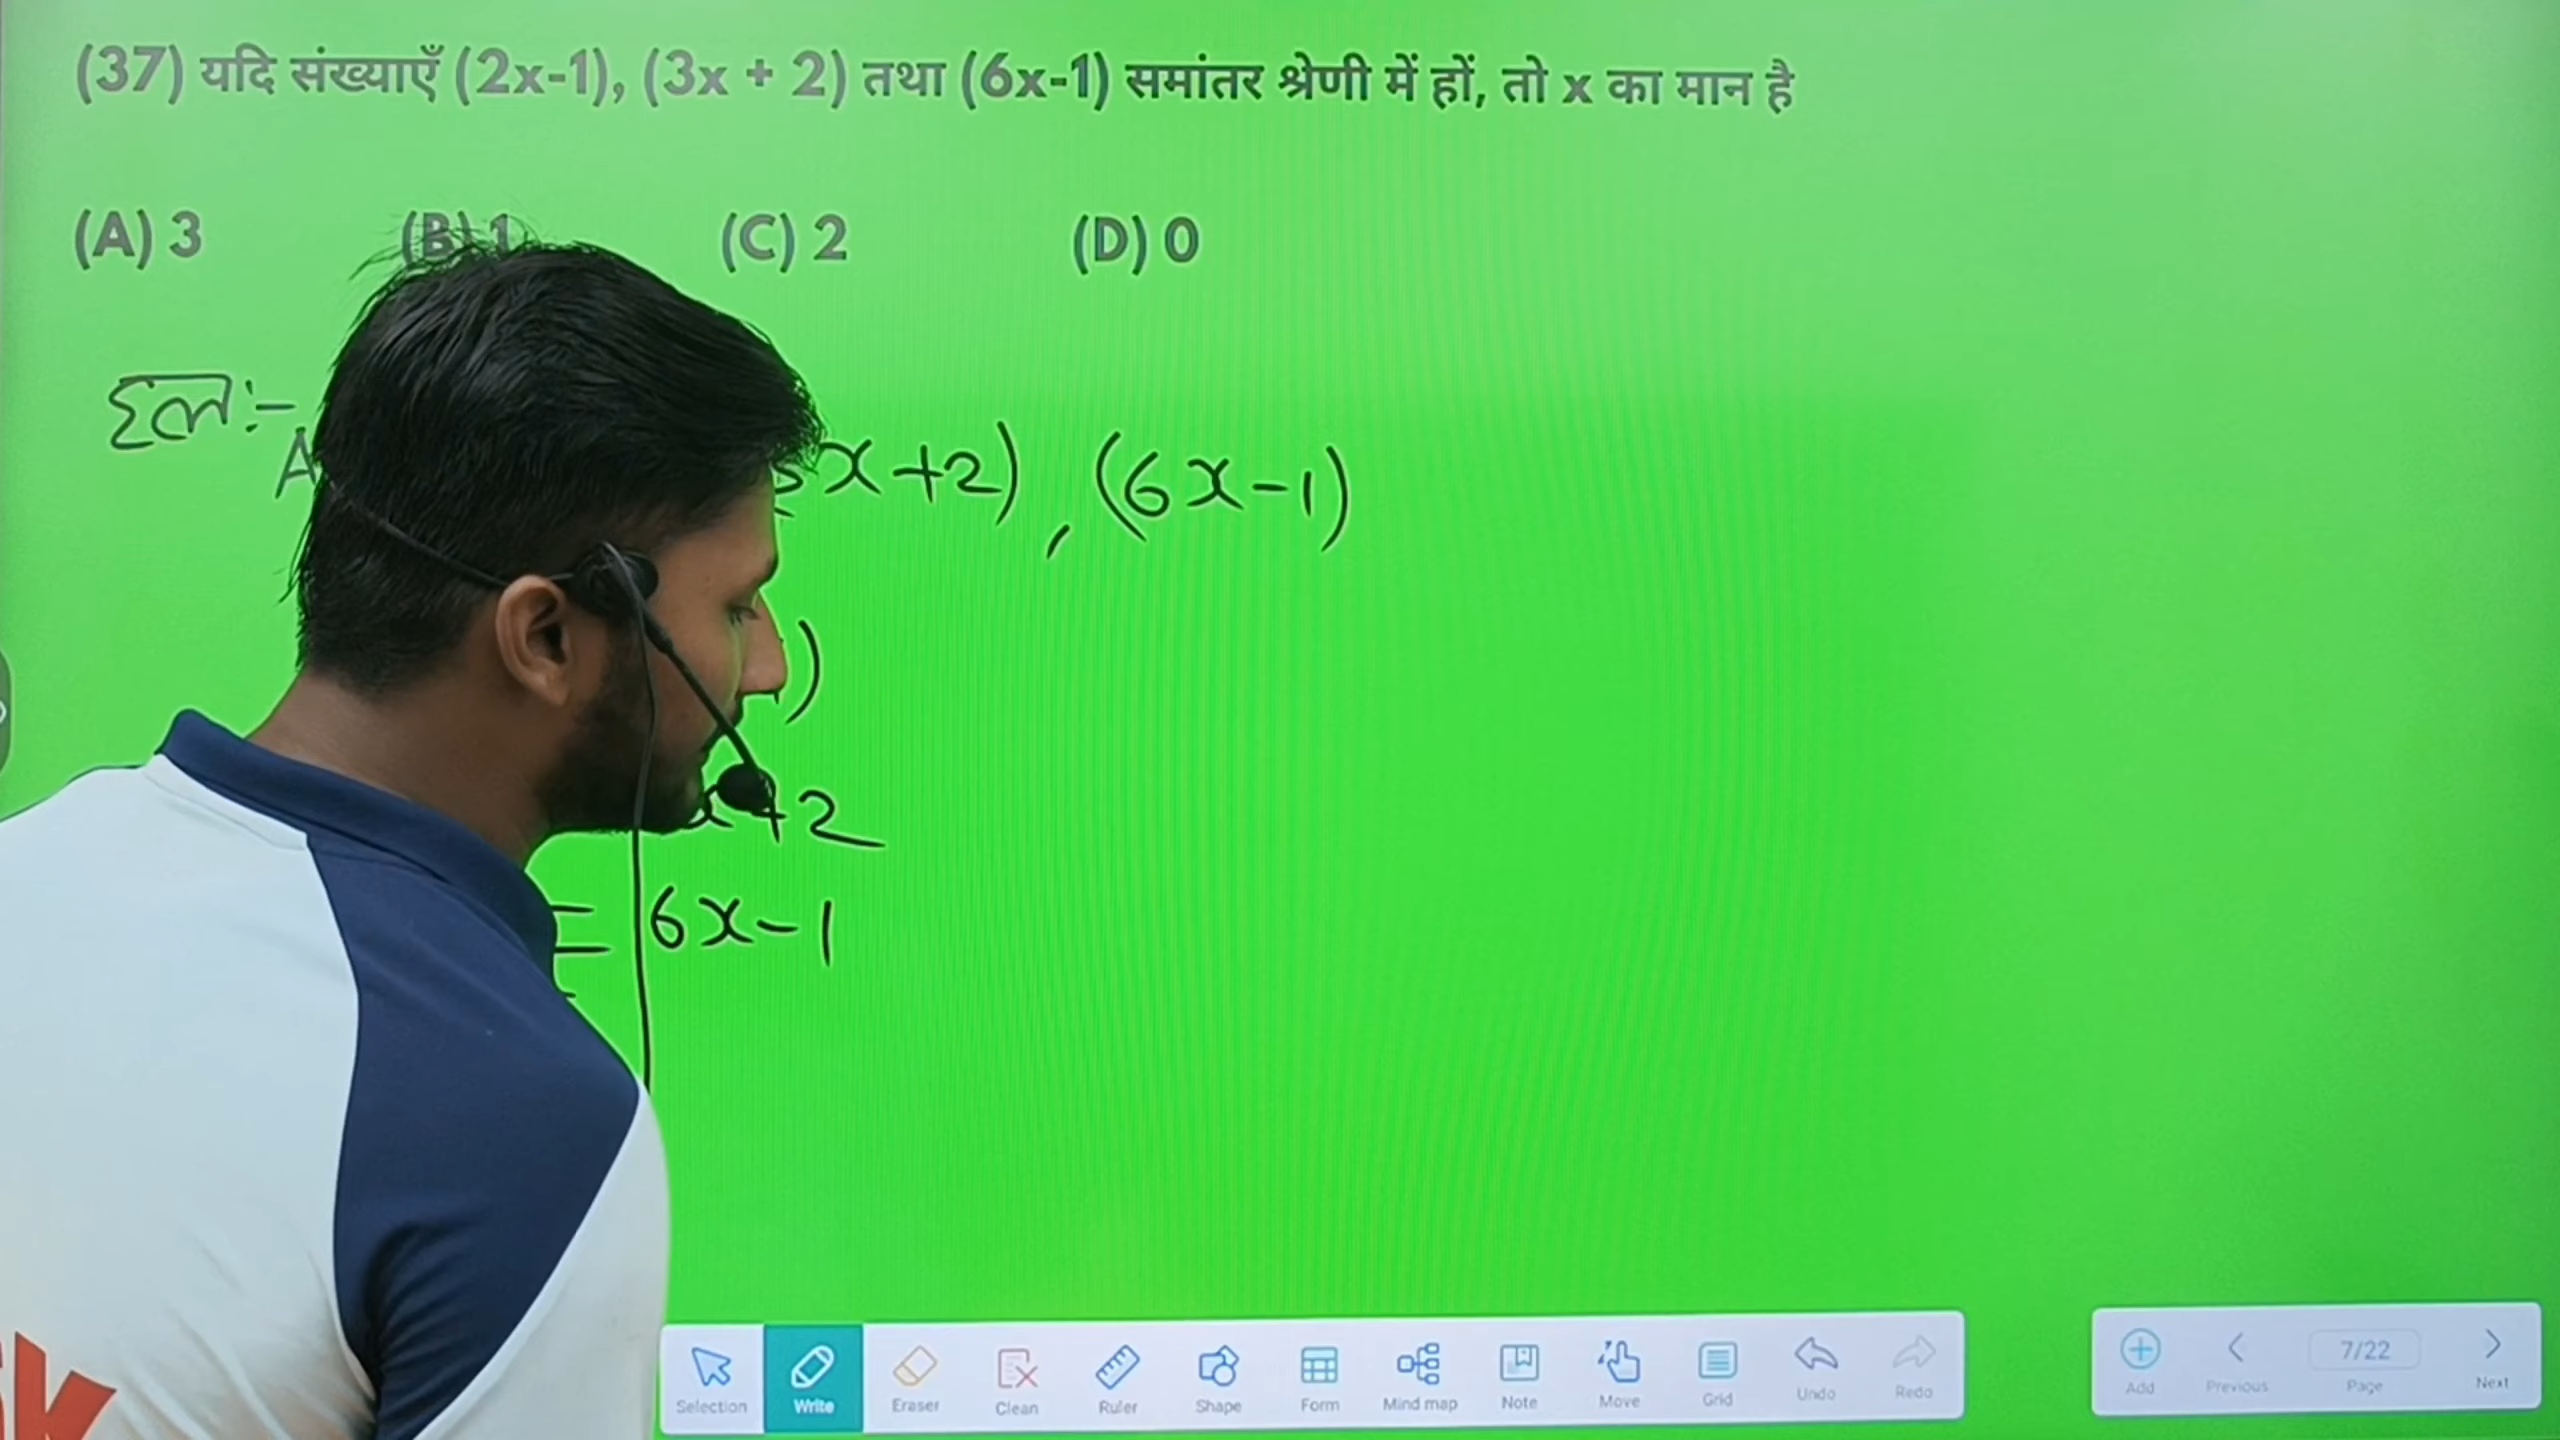 (37) यदि संख्याएँ (2x-1), (3x + 2) तथा (6x-1) समांतर श्रेणी में हों, तो x का मान है
(A) 3 (B) 1 (C) 2 (D) 0
हल:-
A x+2) , (6x-1)
)
+2
= 6x-1
Selection Write Eraser Clean Ruler Shape Form Mind map Note Move Grid Undo Redo
Add Previous 7/22 Page Next